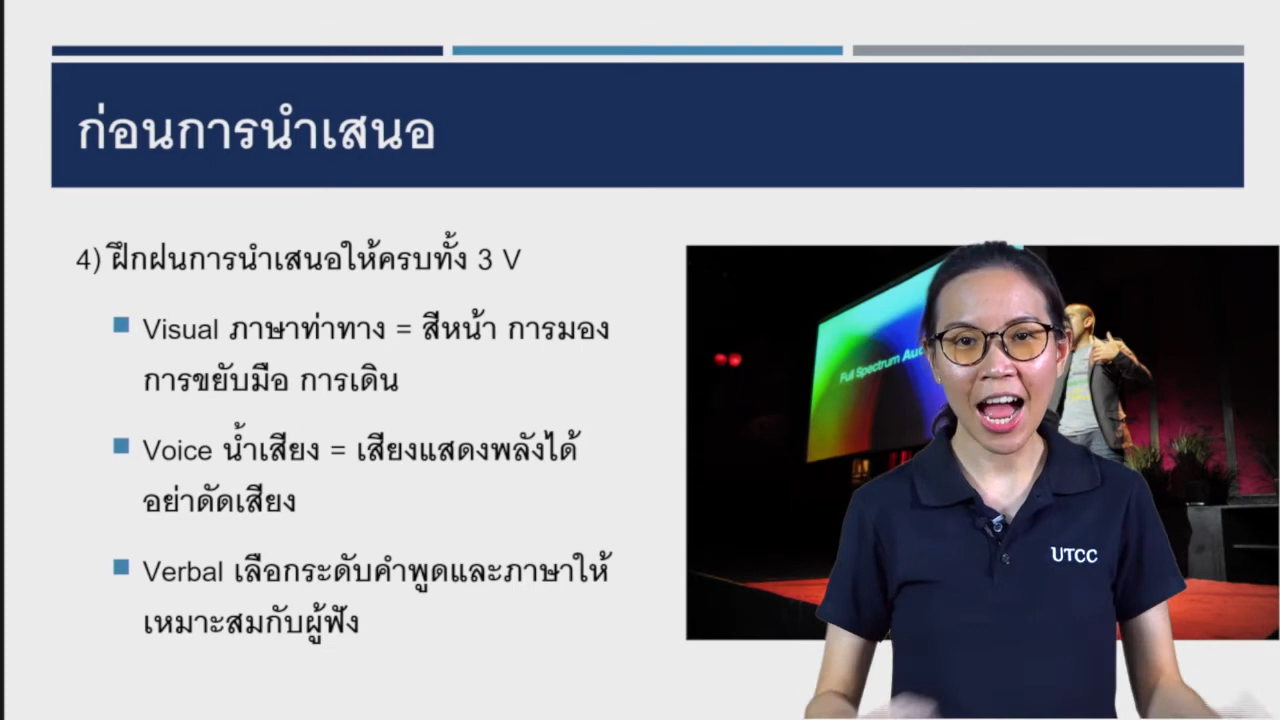 ก่อนการนำเสนอ
4) ฝึกฝนการนำเสนอให้ครบทั้ง 3 V
Visual ภาษาท่าทาง = สีหน้า การมอง
การขยับมือ การเดิน
Voice น้ำเสียง = เสียงแสดงพลังได้
อย่าดัดเสียง
Verbal เลือกระดับคำพูดและภาษาให้
เหมาะสมกับผู้ฟัง
Full Spectrum
UTCC